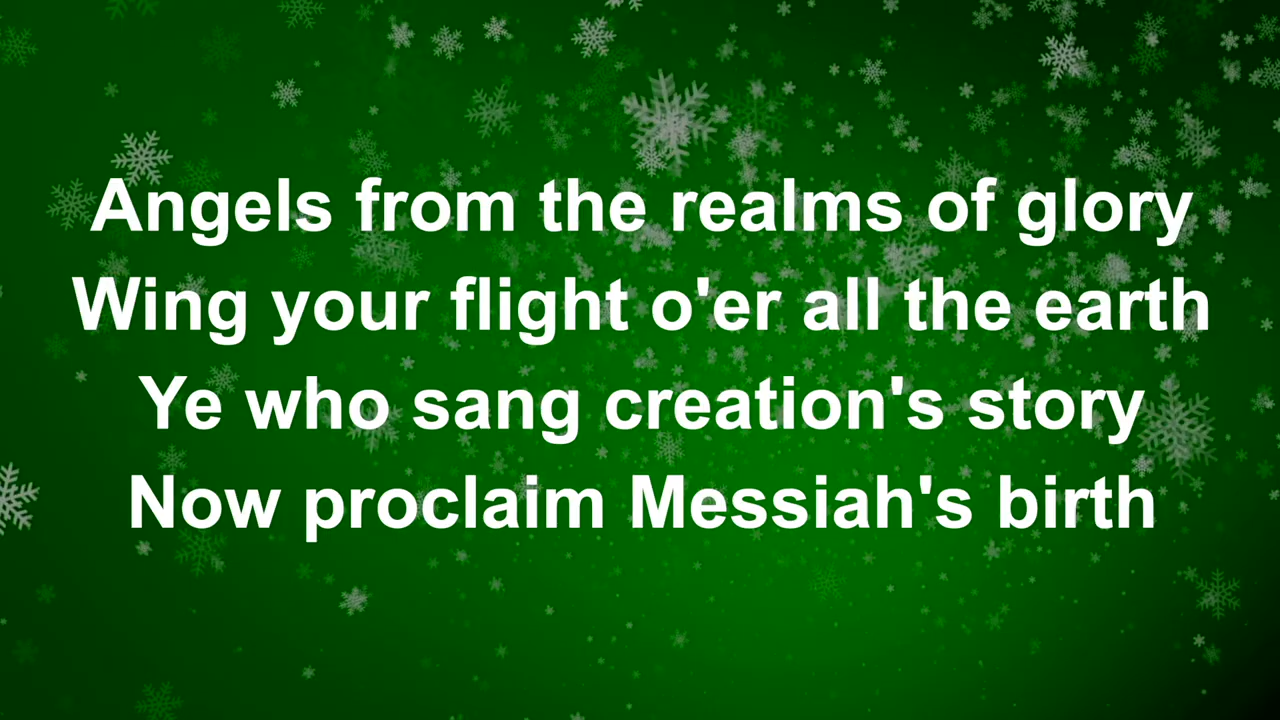 Angels from the realms of glory
Wing your flight o'er all the earth
Ye who sang creation's story
Now proclaim Messiah's birth